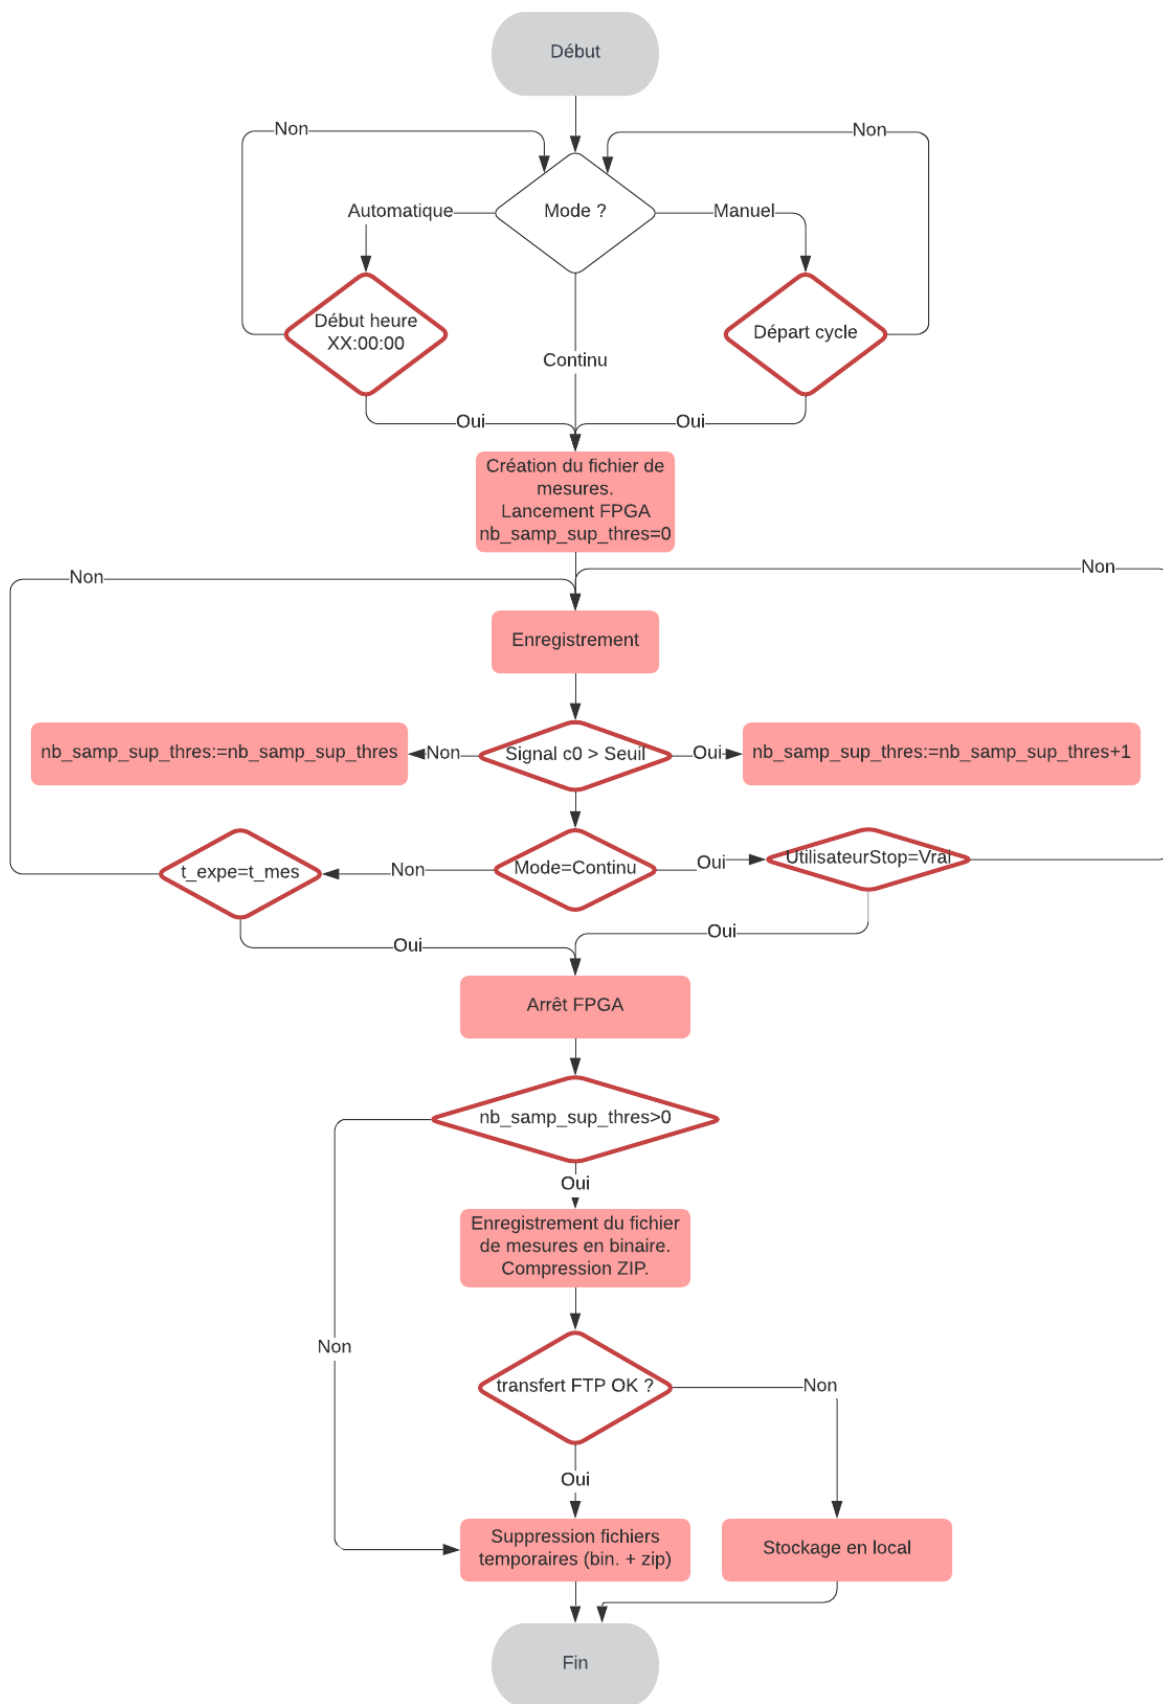 Début
Non
Non
Automatique
Mode ?
Manuel
Début heure
XX:00:00
Départ cycle
Continu
Oui
Oui
Création du fichier de
mesures.
Lancement FPGA
nb_samp_sup_thres=0
Non
Non
Enregistrement
nb_samp_sup_thres:=nb_samp_sup_thres
Non
Signal c0 > Seuil
Oui
nb_samp_sup_thres:=nb_samp_sup_thres+1
t_expe=t_mes
Non
Mode=Continu
Oui
UtilisateurStop=Vrai
Oui
Oui
Arrêt FPGA
nb_samp_sup_thres>0
Oui
Enregistrement du fichier
de mesures en binaire.
Compression ZIP.
Non
transfert FTP OK ?
Non
Oui
Suppression fichiers
temporaires (bin. + zip)
Stockage en local
Fin